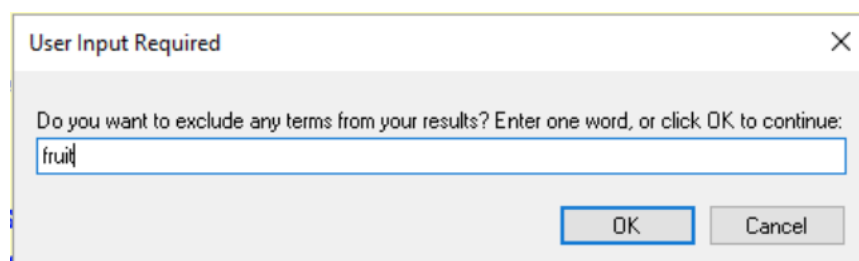 User Input Required
Do you want to exclude any terms from your results? Enter one word, or click OK to continue:
fruit
OK Cancel